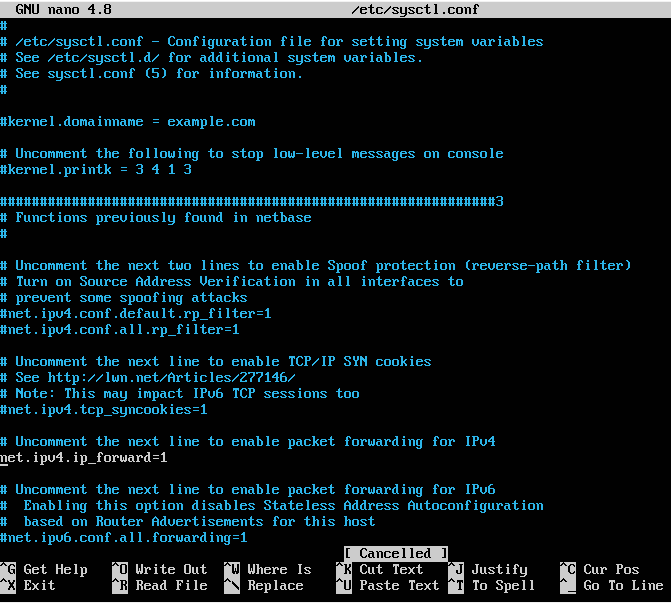 GNU nano 4.8 /etc/sysctl.conf
#
# /etc/sysctl.conf - Configuration file for setting system variables
# See /etc/sysctl.d/ for additional system variables.
# See sysctl.conf (5) for information.
#
#kernel.domainname = example.com
# Uncomment the following to stop low-level messages on console
#kernel.printk = 3 4 1 3
##############################################################3
# Functions previously found in netbase
#
# Uncomment the next two lines to enable Spoof protection (reverse-path filter)
# Turn on Source Address Verification in all interfaces to
# prevent some spoofing attacks
#net.ipv4.conf.default.rp_filter=1
#net.ipv4.conf.all.rp_filter=1
# Uncomment the next line to enable TCP/IP SYN cookies
# See http://lwn.net/Articles/277146/
# Note: This may impact IPv6 TCP sessions too
#net.ipv4.tcp_syncookies=1
# Uncomment the next line to enable packet forwarding for IPv4
net.ipv4.ip_forward=1
# Uncomment the next line to enable packet forwarding for IPv6
#  Enabling this option disables Stateless Address Autoconfiguration
#  based on Router Advertisements for this host
#net.ipv6.conf.all.forwarding=1
[ Cancelled ]
^G Get Help ^O Write Out ^W Where Is ^K Cut Text ^J Justify ^C Cur Pos
^X Exit ^R Read File ^\ Replace ^U Paste Text ^T To Spell ^_ Go To Line